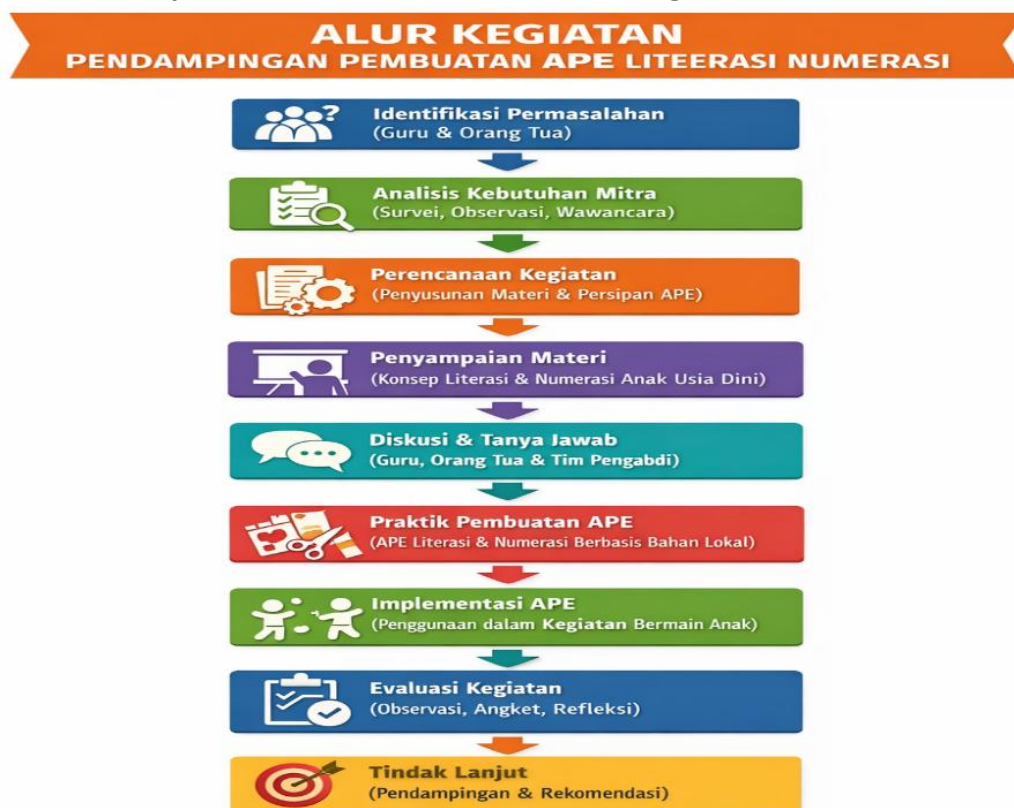 ALUR KEGIATAN
PENDAMPINGAN PEMBUATAN APE LITEERASI NUMERASI
Identifikasi Permasalahan
(Guru & Orang Tua)
Analisis Kebutuhan Mitra
(Survei, Observasi, Wawancara)
Perencanaan Kegiatan
(Penyusunan Materi & Persipan APE)
Penyampaian Materi
(Konsep Literasi & Numerasi Anak Usia Dini)
Diskusi & Tanya Jawab
(Guru, Orang Tua & Tim Pengabdi)
Praktik Pembuatan APE
(APE Literasi & Numerasi Berbasis Bahan Lokal)
Implementasi APE
(Penggunaan dalam Kegiatan Bermain Anak)
Evaluasi Kegiatan
(Observasi, Angket, Refleksi)
Tindak Lanjut
(Pendampingan & Rekomendasi)